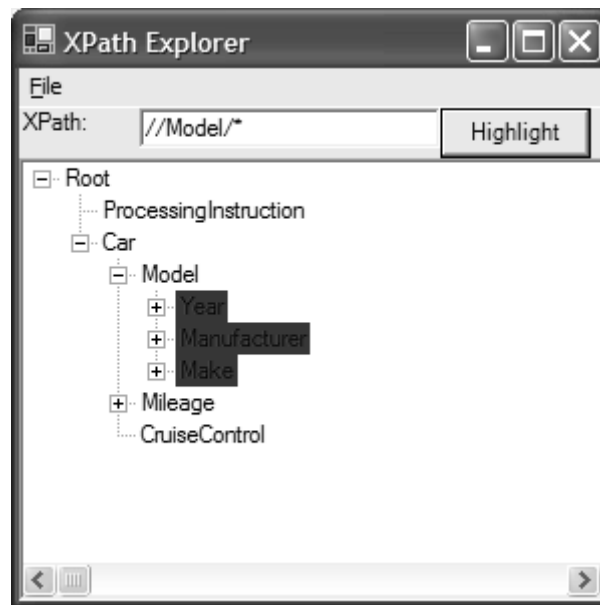 XPath Explorer
File
XPath: //Model/* Highlight
Root
ProcessingInstruction
Car
Model
Year
Manufacturer
Make
Mileage
CruiseControl